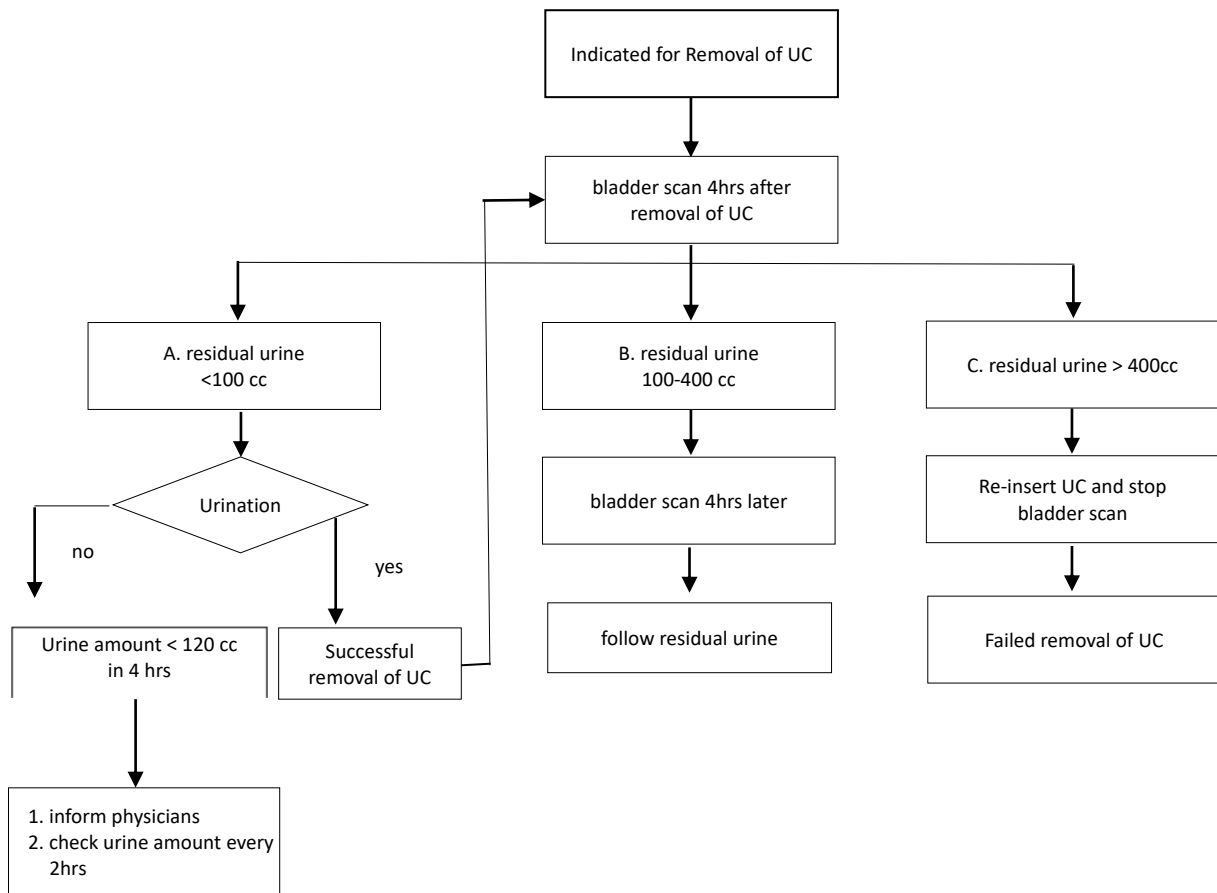 Indicated for Removal of UC
bladder scan 4hrs after
removal of UC
A. residual urine
<100 cc
B. residual urine
100-400 cc
C. residual urine > 400cc
Urination
no
yes
bladder scan 4hrs later
Re-insert UC and stop
bladder scan
Urine amount < 120 cc
in 4 hrs
Successful
removal of UC
follow residual urine
Failed removal of UC
1. inform physicians
2. check urine amount every
2hrs